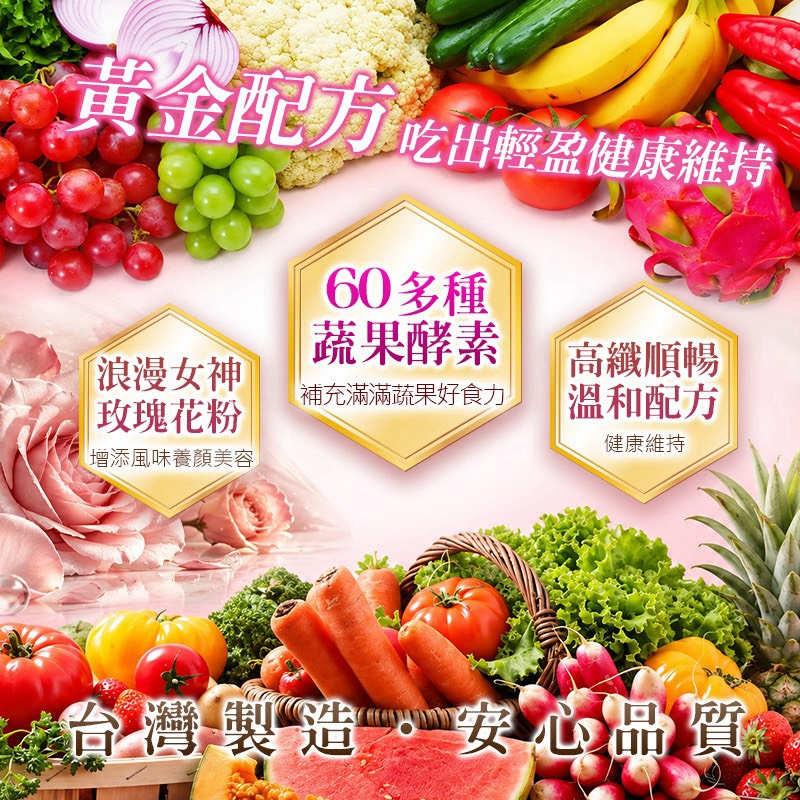 黃金配方
吃出輕盈健康維持
60多種
蔬果酵素
補充滿滿蔬果好食力
浪漫女神
玫瑰花粉
增添風味養顏美容
高纖順暢
溫和配方
健康維持
台灣製造・安心品質